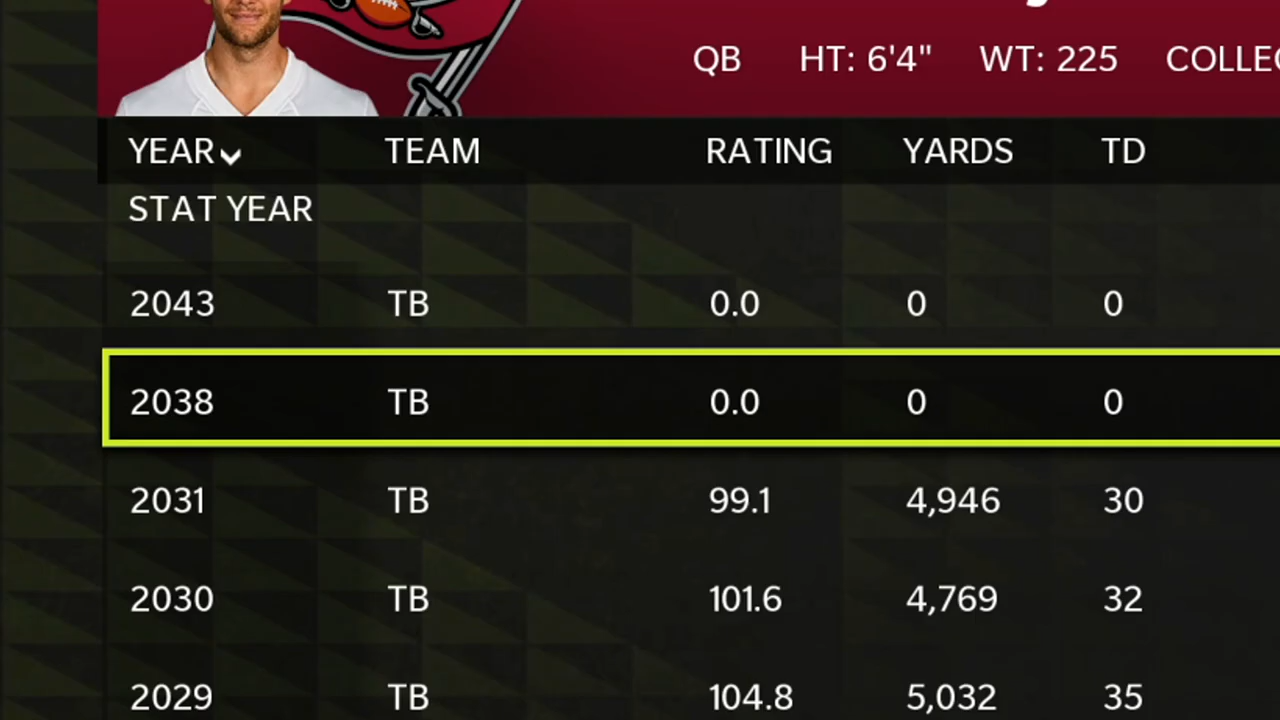 QB HT: 6'4" WT: 225
YEAR TEAM RATING YARDS TD
STAT YEAR
2043 TB 0.0 0 0
2038 TB 0.0 0 0
2031 TB 99.1 4,946 30
2030 TB 101.6 4,769 32
2029 TB 104.8 5,032 35